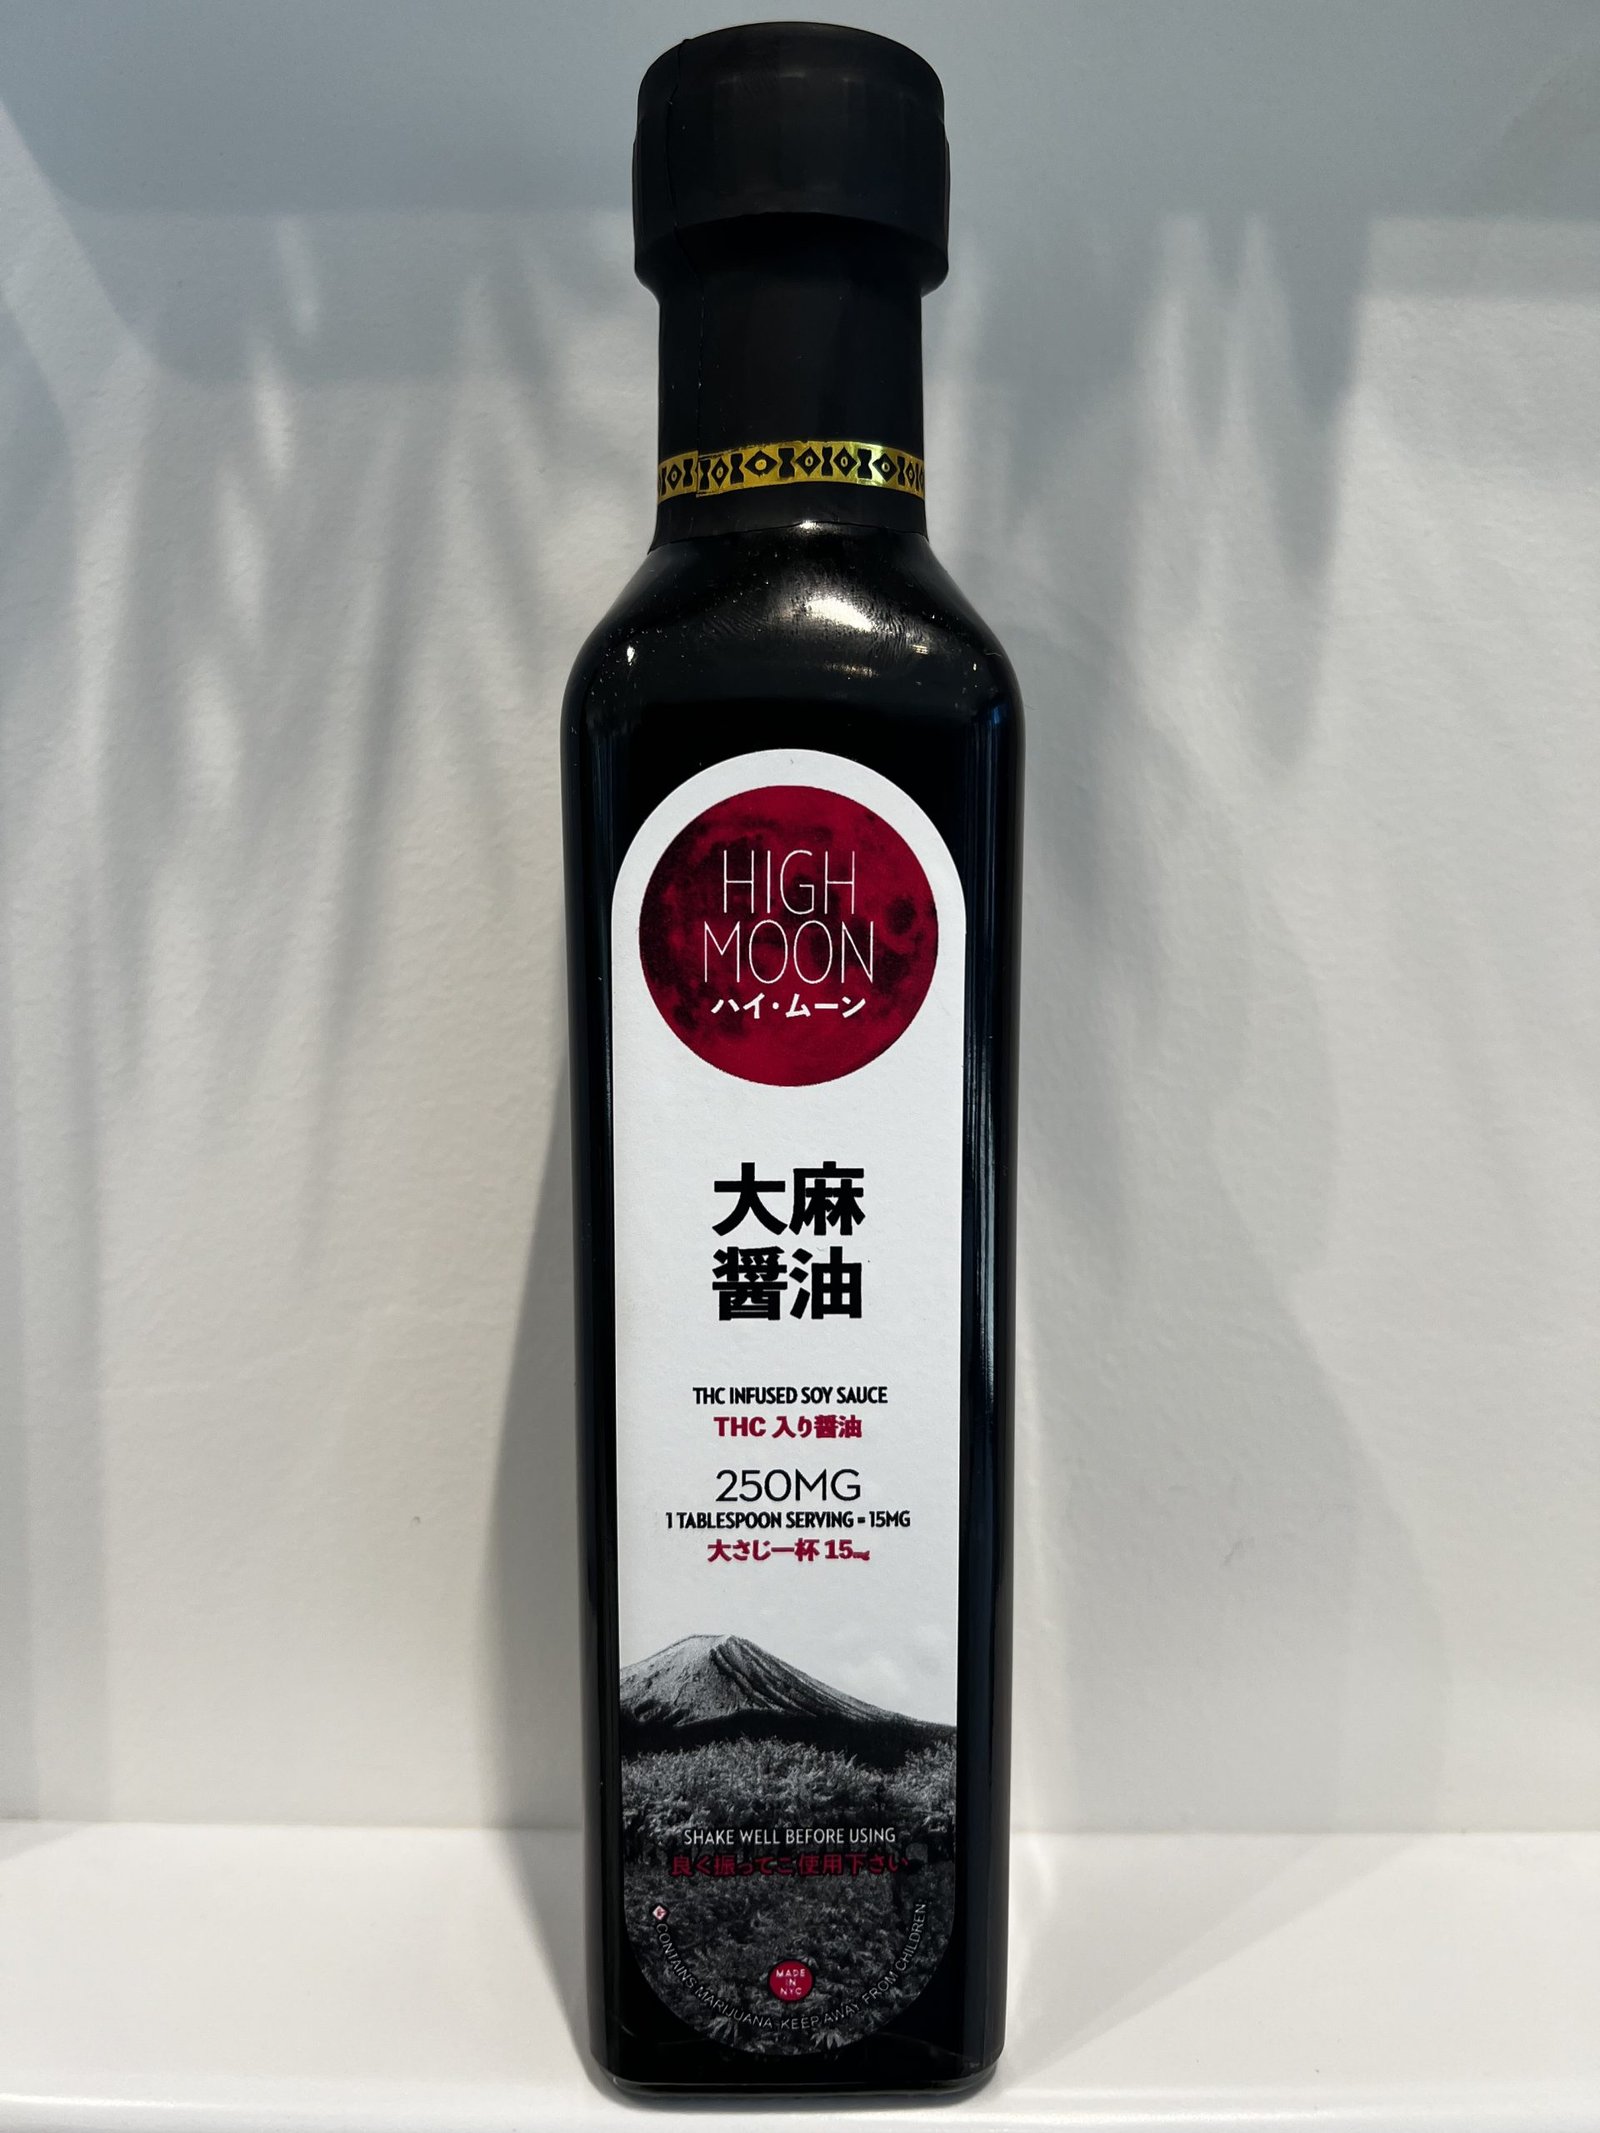 HIGH
MOON
ハイ・ムーン
大麻
醤油
THC INFUSED SOY SAUCE
THC 入り醤油
250MG
1 TABLESPOON SERVING = 15MG
大さじ一杯 15mg
SHAKE WELL BEFORE USING
良く振ってご使用下さい
CONTAINS MARIJUANA-KEEP AWAY FROM CHILDREN
MADE
IN
NYC